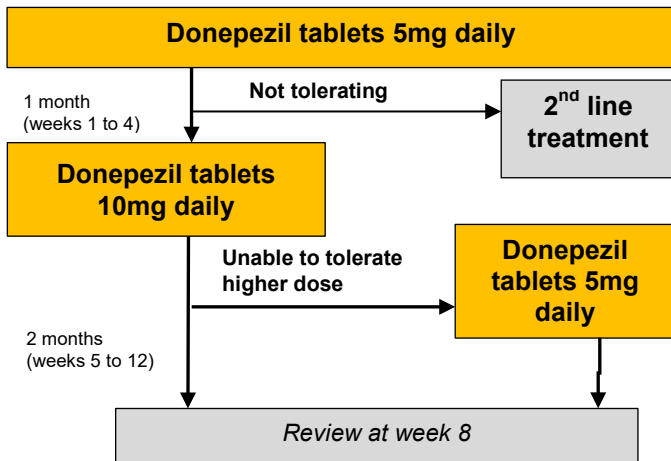 Donepezil tablets 5mg daily
Not tolerating
1 month
(weeks 1 to 4)
2nd line
treatment
Donepezil tablets
10mg daily
Unable to tolerate
higher dose
Donepezil
tablets 5mg
daily
2 months
(weeks 5 to 12)
Review at week 8